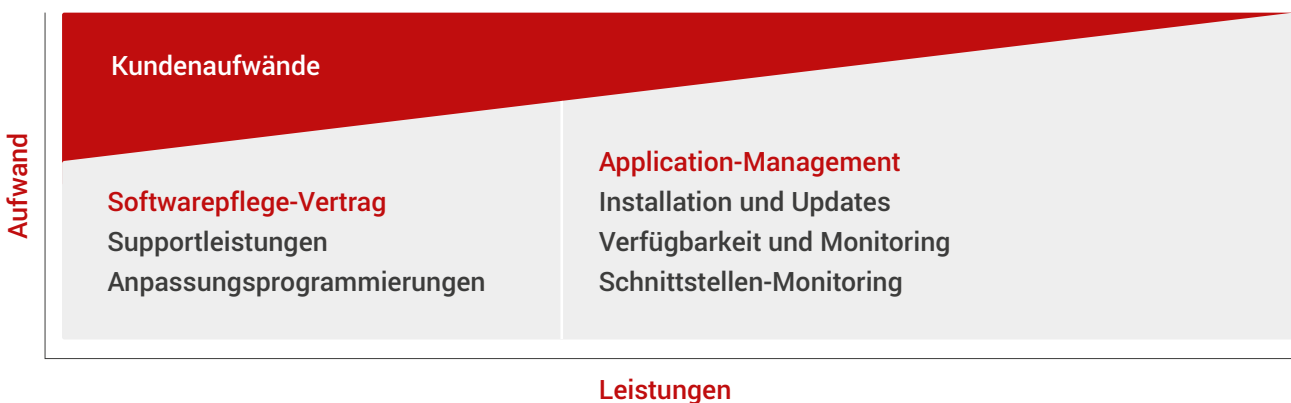 Kundenaufwände
Aufwand
Softwarepflege-Vertrag
Supportleistungen
Anpassungsprogrammierungen
Application-Management
Installation und Updates
Verfügbarkeit und Monitoring
Schnittstellen-Monitoring
Leistungen